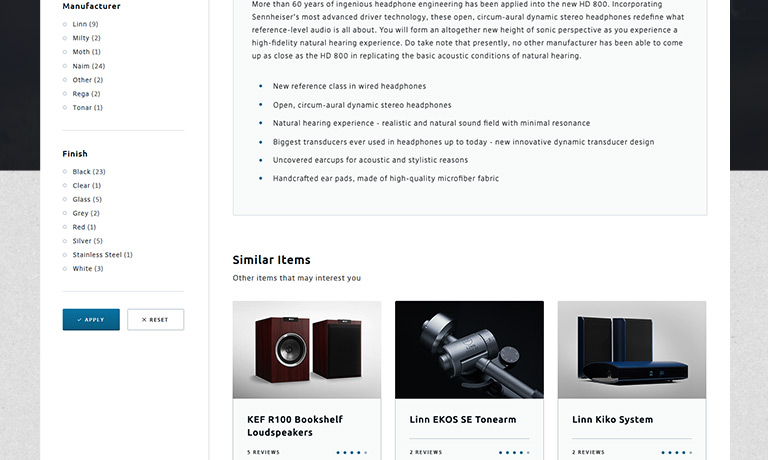 Manufacturer
Linn (9)
Milty (2)
Moth (1)
Naim (24)
Other (2)
Rega (2)
Tonar (1)
Finish
Black (23)
Clear (1)
Glass (5)
Grey (2)
Red (1)
Silver (5)
Stainless Steel (1)
White (3)
APPLY
RESET
More than 60 years of ingenious headphone engineering has been applied into the new HD 800. Incorporating
Sennheiser's most advanced driver technology, these open, circum-aural dynamic stereo headphones redefine what
reference-level audio is all about. You will form an altogether new height of sonic perspective as you experience a
high-fidelity natural hearing experience. Do take note that presently, no other manufacturer has been able to come
up as close as the HD 800 in replicating the basic acoustic conditions of natural hearing.
New reference class in wired headphones
Open, circum-aural dynamic stereo headphones
Natural hearing experience - realistic and natural sound field with minimal resonance
Biggest transducers ever used in headphones up to today - new innovative dynamic transducer design
Uncovered earcups for acoustic and stylistic reasons
Handcrafted ear pads, made of high-quality microfiber fabric
Similar Items
Other items that may interest you
KEF R100 Bookshelf
Loudspeakers
5 REVIEWS
Linn EKOS SE Tonearm
2 REVIEWS
Linn Kiko System
2 REVIEWS